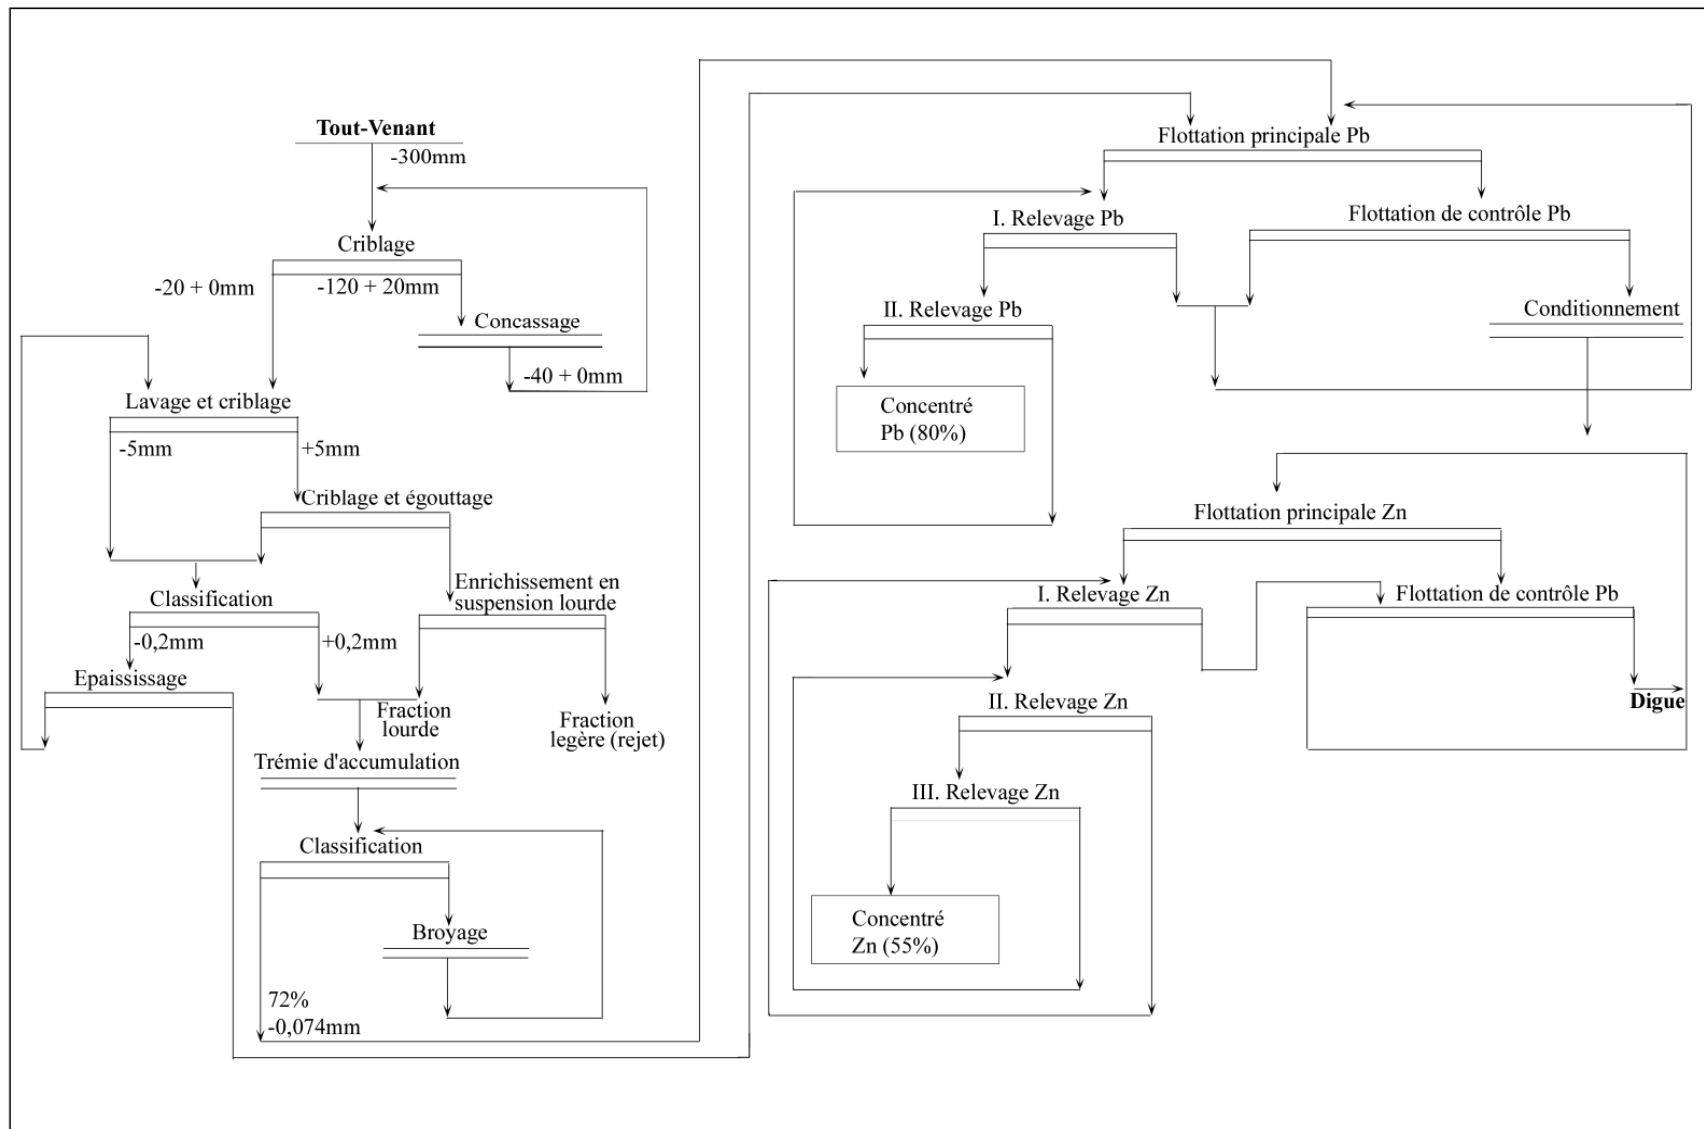 Tout-Venant
-300mm
Criblage
-20 + 0mm
-120 + 20mm
Concassage
-40 + 0mm
Lavage et criblage
-5mm
+5mm
Criblage et égouttage
Enrichissement en
suspension lourde
Classification
-0,2mm
+0,2mm
Epaississage
Fraction
lourde
Fraction
legère (rejet)
Trémie d'accumulation
Classification
Broyage
72%
-0,074mm
Flottation principale Pb
I. Relevage Pb
Flottation de contrôle Pb
II. Relevage Pb
Conditionnement
Concentré
Pb (80%)
Flottation principale Zn
I. Relevage Zn
Flottation de contrôle Pb
II. Relevage Zn
Digue
III. Relevage Zn
Concentré
Zn (55%)